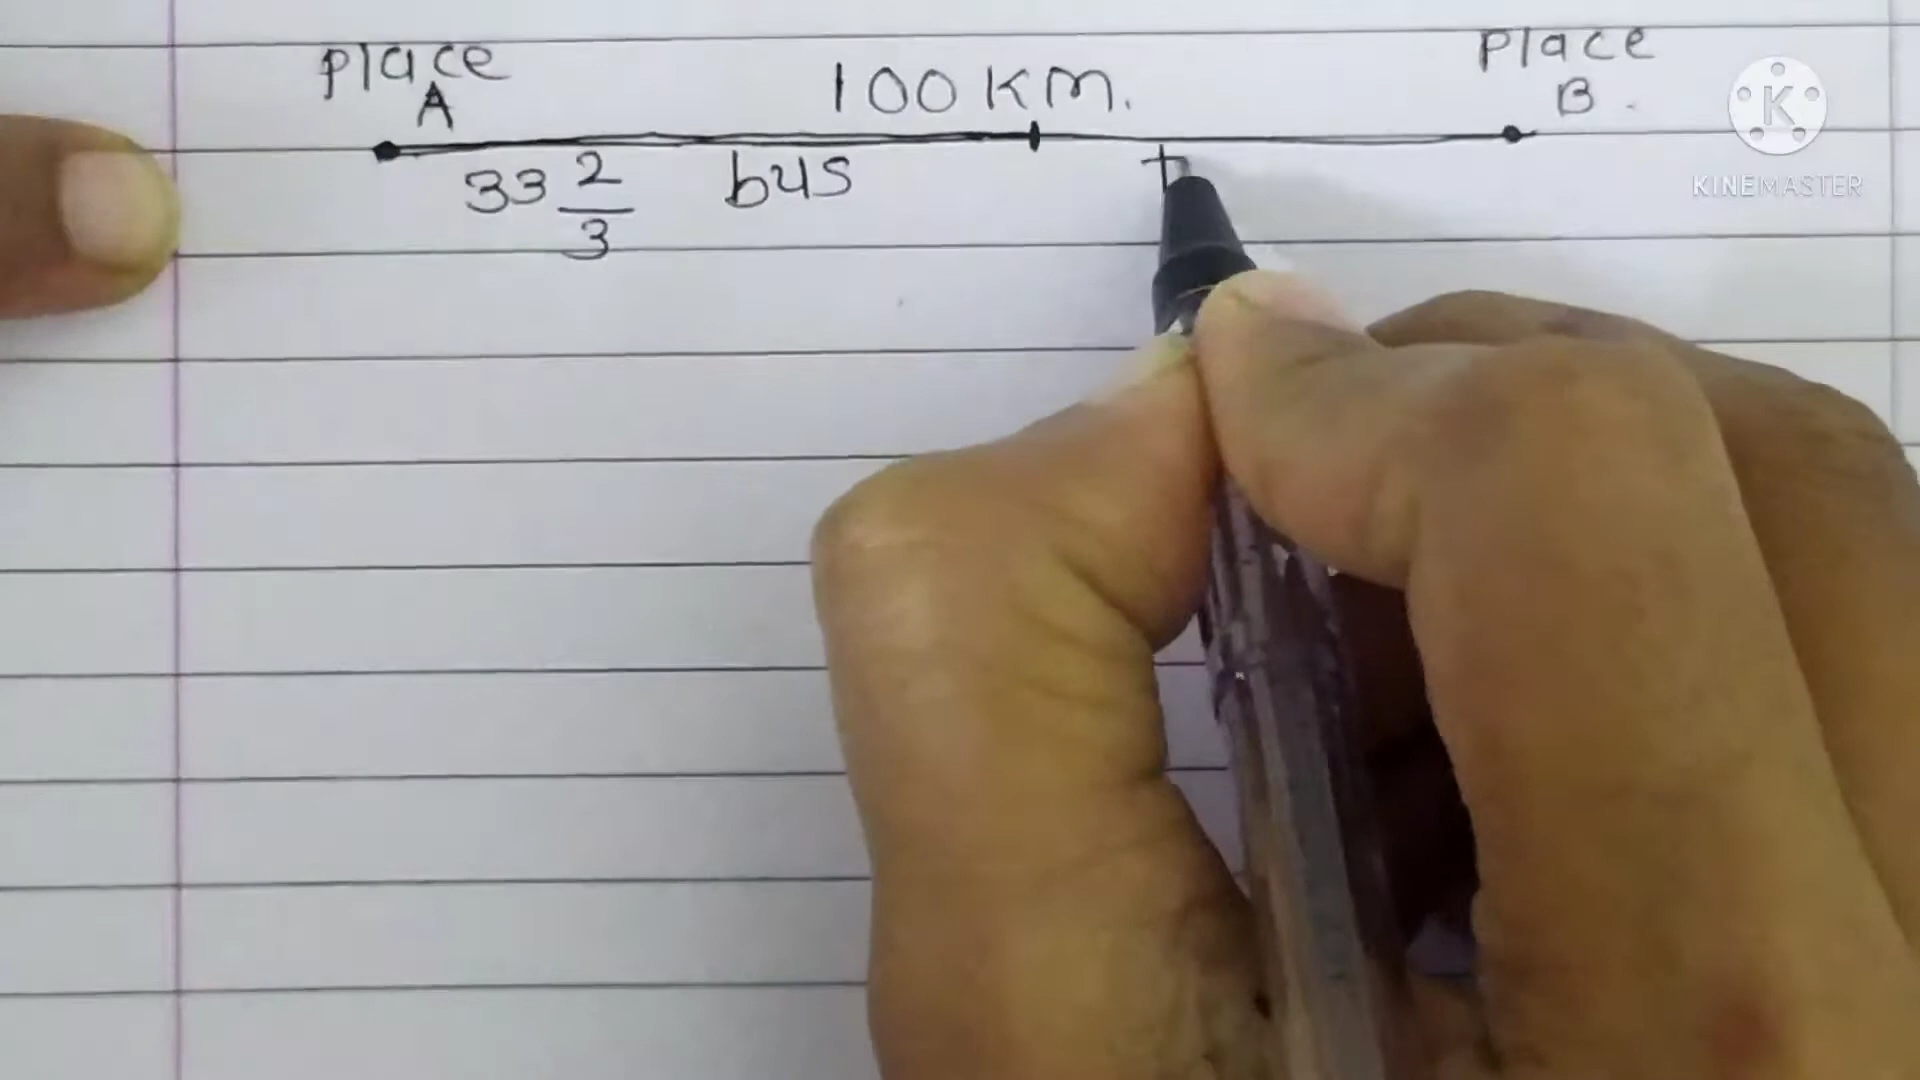 Place
A
100 KM.
Place
B.
33 2/3 bus
KINEMASTER